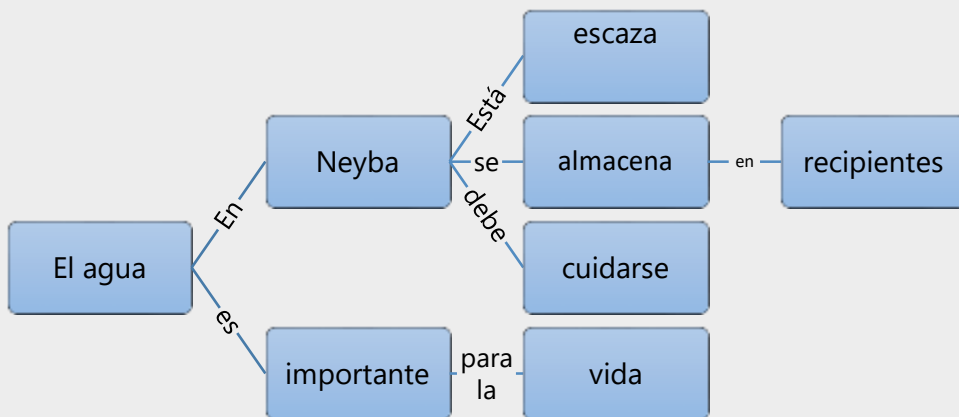 El agua
En
Neyba
Está
escaza
se
almacena
en
recipientes
debe
cuidarse
es
importante
para
la
vida